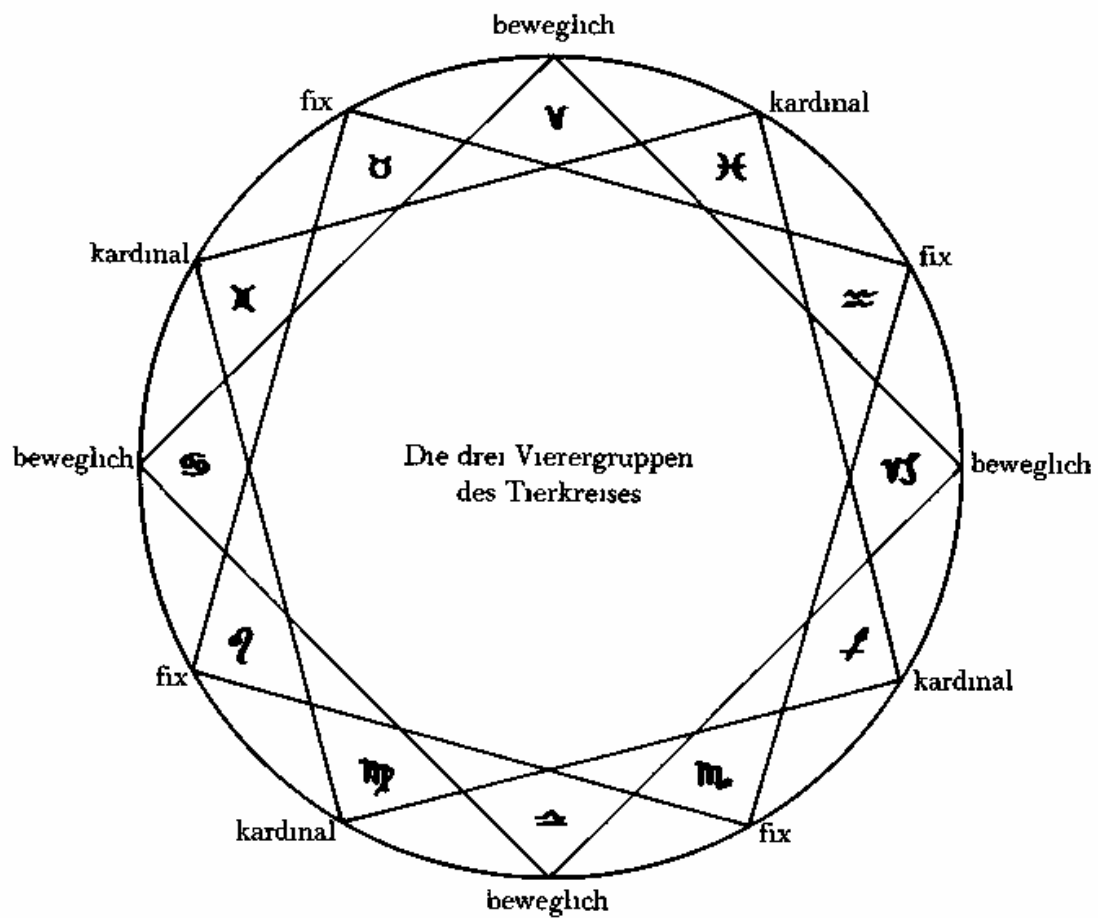 beweglich
fix
kardinal
♈
♉
♓
kardinal
fix
♊
♒
beweglich
♋
Die drei Vierergruppen
des Tierkreises
♑
beweglich
♌
♐
fix
kardinal
♍
♏
♎
kardinal
fix
beweglich